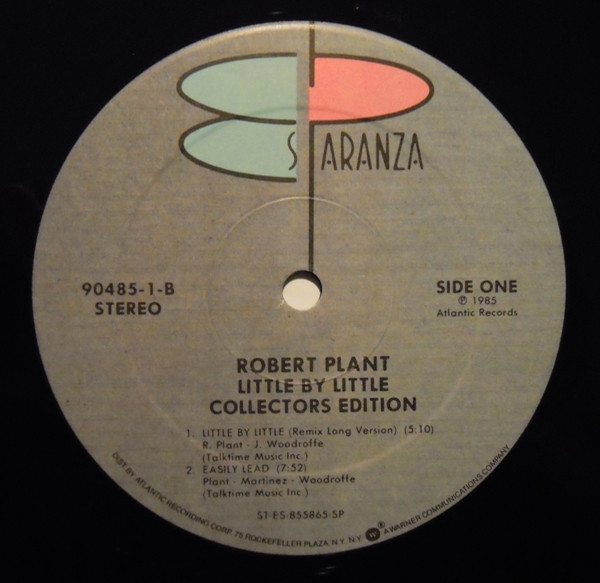 ES PARANZA
90485-1-B
STEREO
SIDE ONE
℗ 1985
Atlantic Records
ROBERT PLANT
LITTLE BY LITTLE
COLLECTORS EDITION
1. LITTLE BY LITTLE (Remix Long Version) (5:10)
R. Plant - J. Woodroffe
(Talktime Music Inc.)
2. EASILY LEAD (7:52)
Plant - Martinez - Woodroffe
(Talktime Music Inc.)
ST-ES-855865-SP
DIST. BY ATLANTIC RECORDING CORP. 75 ROCKEFELLER PLAZA, N.Y. N.Y. W ® A WARNER COMMUNICATIONS COMPANY